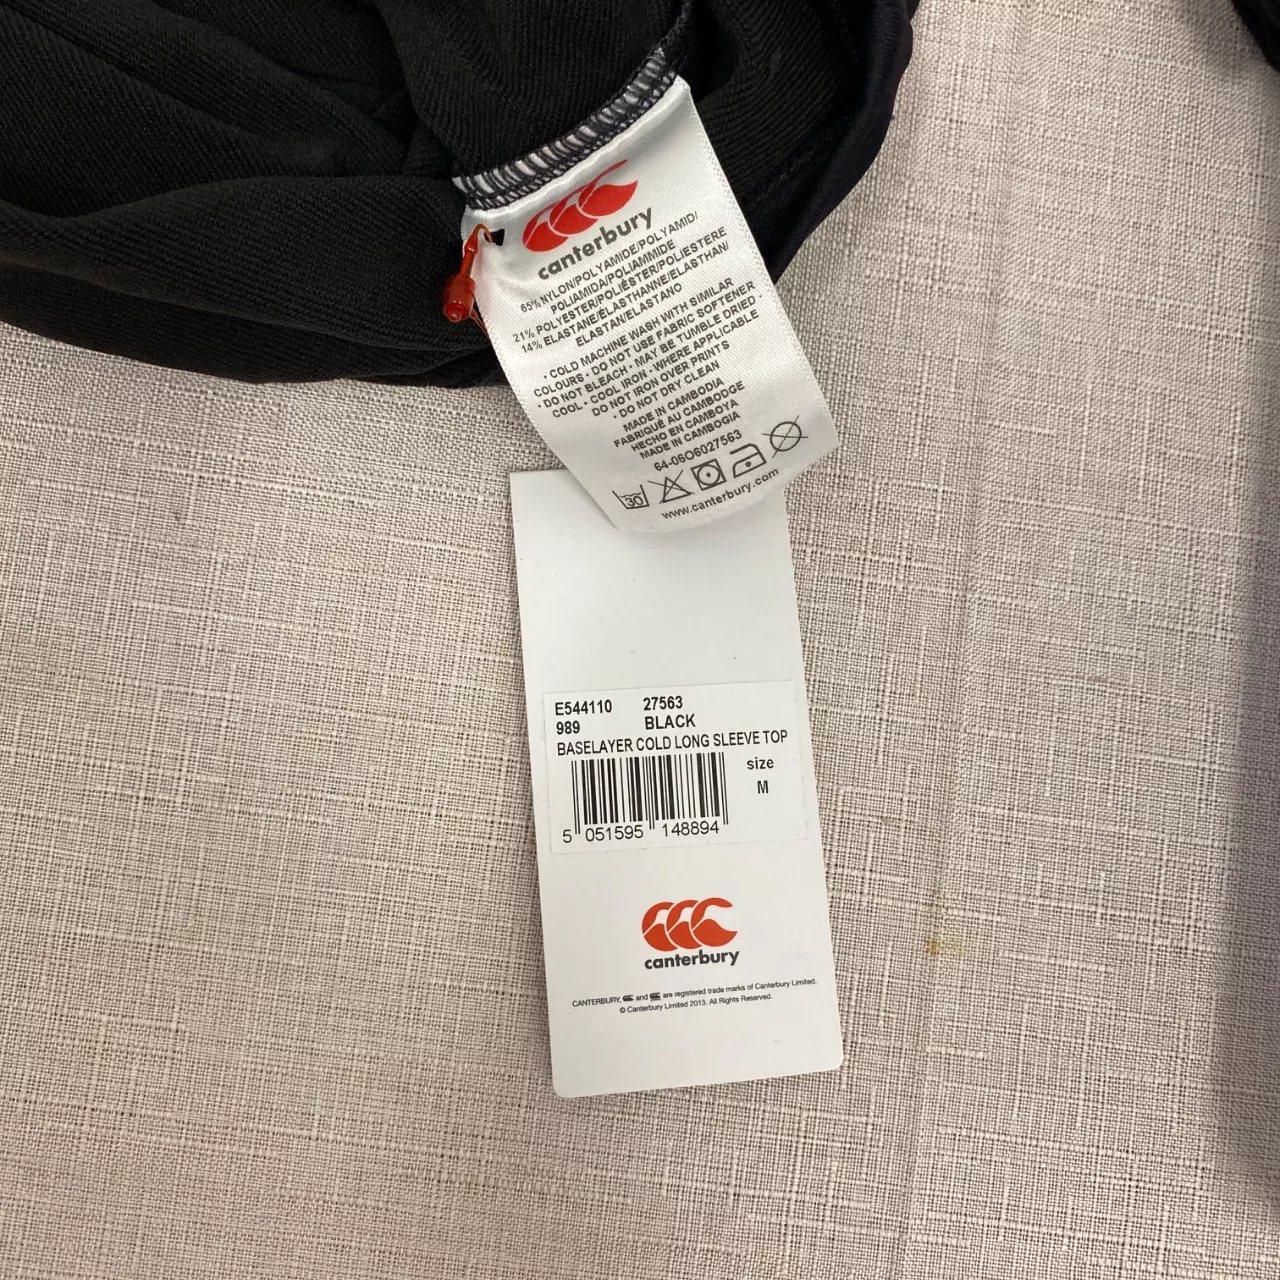 canterbury
65% NYLON/POLYAMIDE/POLYAMID/
POLIAMIDA/POLIAMMIDE
21% POLYESTER/POLIÉSTER/POLIESTERE
14% ELASTANE/ÉLASTHANNE/ELASTHAN/
ELASTAN/ELASTANO
· COLD MACHINE WASH WITH SIMILAR
COLOURS · DO NOT USE FABRIC SOFTENER
· DO NOT BLEACH · MAY BE TUMBLE DRIED ·
COOL · COOL IRON · WHERE APPLICABLE
DO NOT IRON OVER PRINTS
· DO NOT DRY CLEAN
MADE IN CAMBODIA
FABRIQUÉ AU CAMBODGE
HECHO EN CAMBOYA
MADE IN CAMBOGIA
64-06O6027563
30
www.canterbury.com
E544110 27563
989 BLACK
BASELAYER COLD LONG SLEEVE TOP
size
M
5 051595 148894
canterbury
CANTERBURY, CCC and CCC are registered trade marks of Canterbury Limited.
© Canterbury Limited 2013. All Rights Reserved.